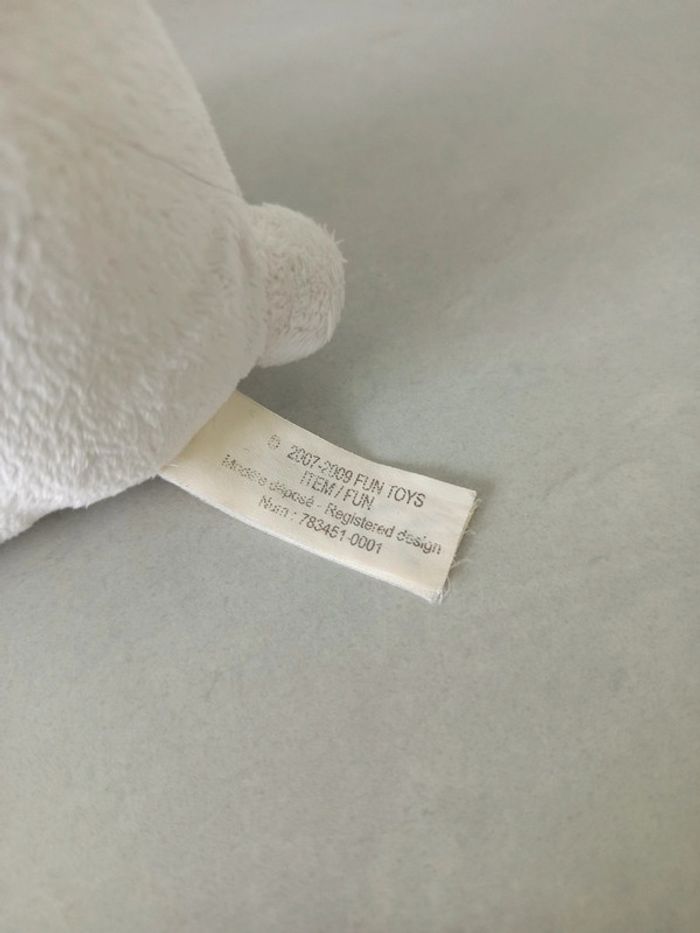 © 2007-2009 FUN TOYS
ITEM / FUN
Modèle déposé - Registered design
Num : 783451-0001